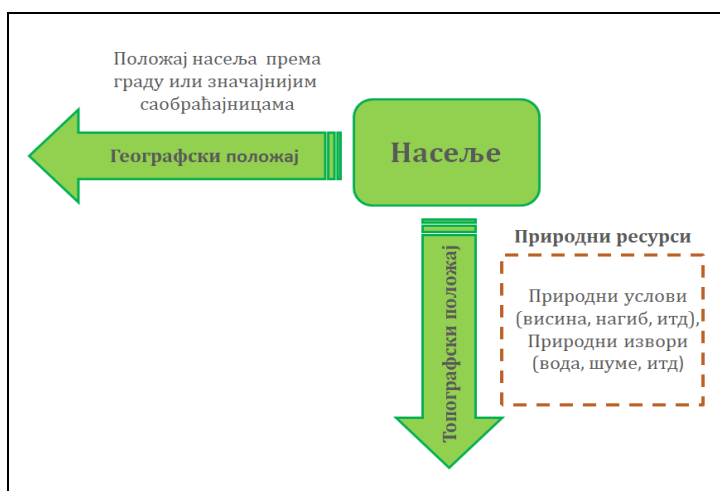 Положај насеља према
граду или значајнијим
саобраћајницама
Географски положај
Насеље
Топографски положај
Природни ресурси
Природни услови
(висина, нагиб, итд),
Природни извори
(вода, шуме, итд)